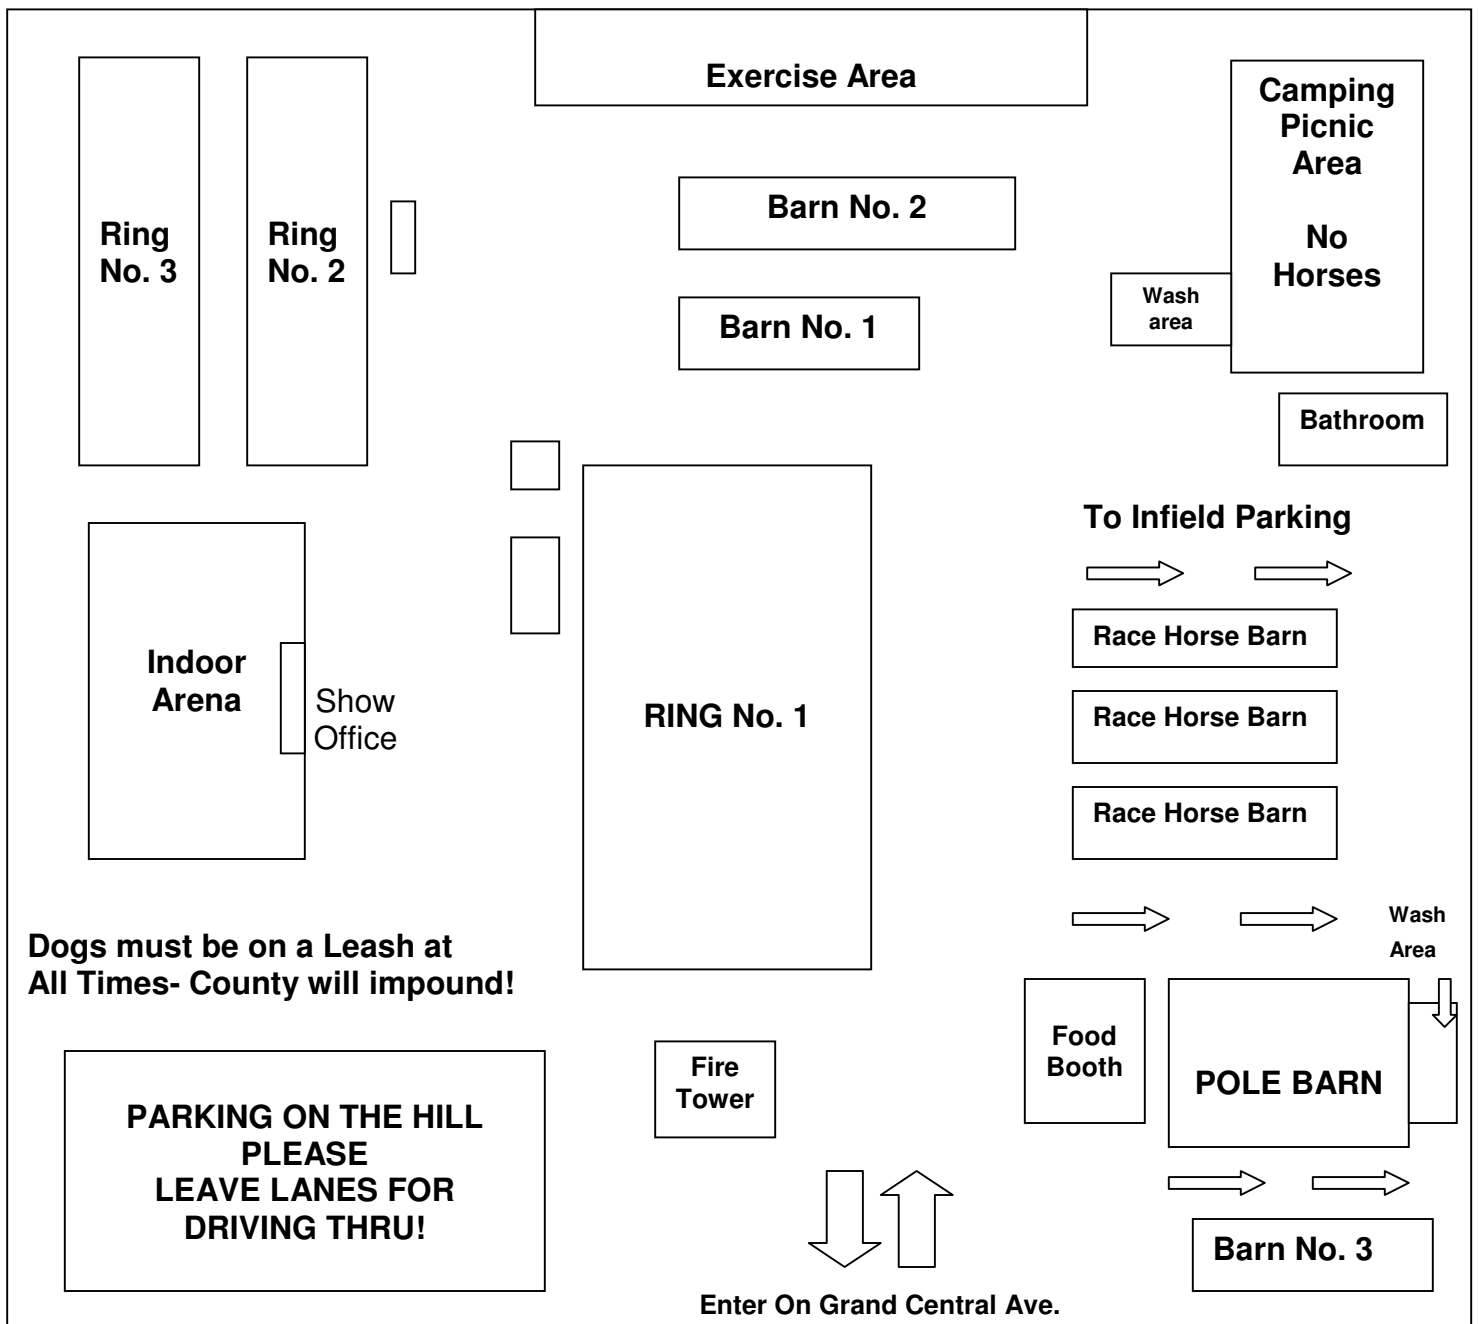 Exercise Area
Camping
Picnic
Area
No
Horses
Barn No. 2
Ring
No. 3
Ring
No. 2
Wash
area
Barn No. 1
Bathroom
To Infield Parking
Race Horse Barn
Indoor
Arena
Show
Office
RING No. 1
Race Horse Barn
Race Horse Barn
Wash
Area
Dogs must be on a Leash at
All Times- County will impound!
Food
Booth
POLE BARN
Fire
Tower
PARKING ON THE HILL
PLEASE
LEAVE LANES FOR
DRIVING THRU!
Barn No. 3
Enter On Grand Central Ave.